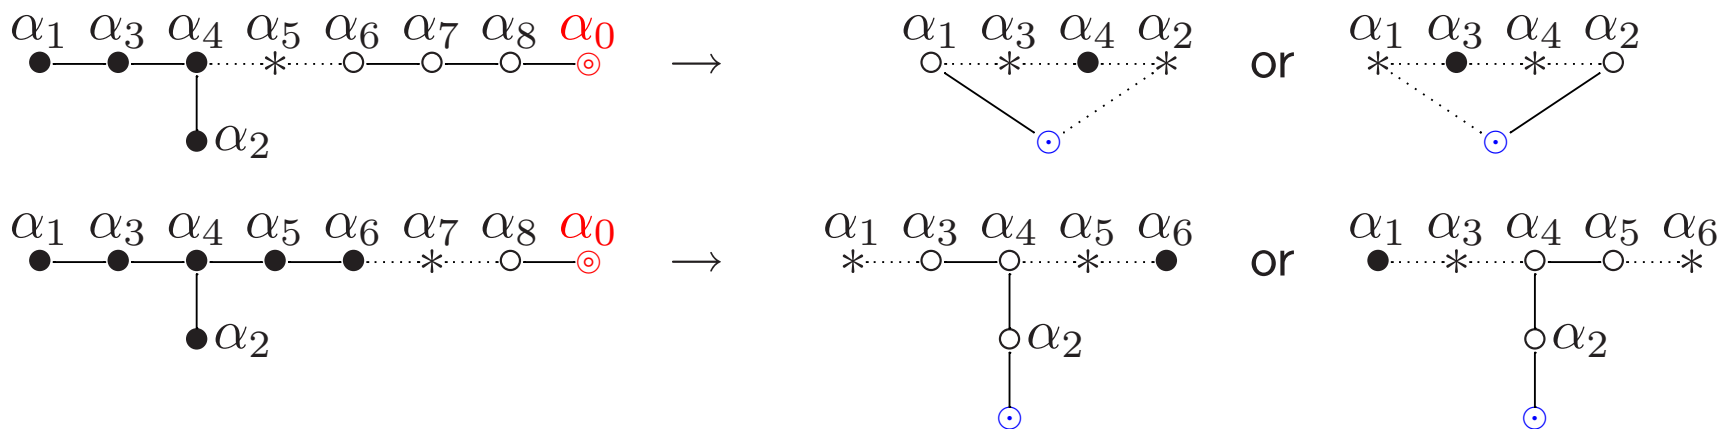 α₁ α₃ α₄ α₅ α₆ α₇ α₈ α₀ → α₁ α₃ α₄ α₂ or α₁ α₃ α₄ α₂
α₂
α₁ α₃ α₄ α₅ α₆ α₇ α₈ α₀ → α₁ α₃ α₄ α₅ α₆ or α₁ α₃ α₄ α₅ α₆
α₂ α₂ α₂